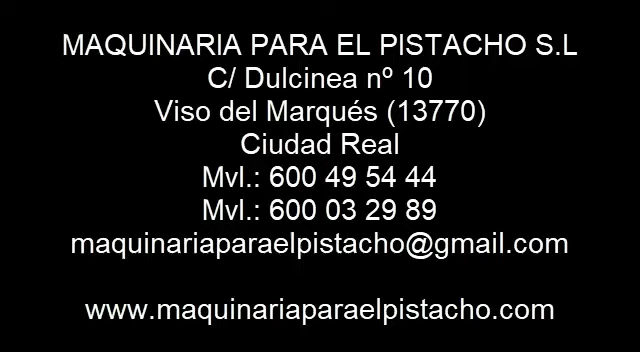 MAQUINARIA PARA EL PISTACHO S.L
C/ Dulcinea nº 10
Viso del Marqués (13770)
Ciudad Real
Mvl.: 600 49 54 44
Mvl.: 600 03 29 89
maquinariaparaelpistacho@gmail.com
www.maquinariaparaelpistacho.com